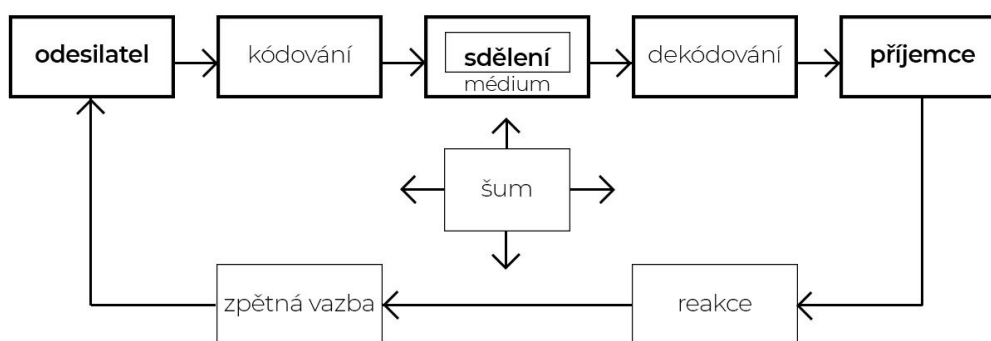 odesilatel
kódování
sdělení
médium
dekódování
příjemce
šum
zpětná vazba
reakce